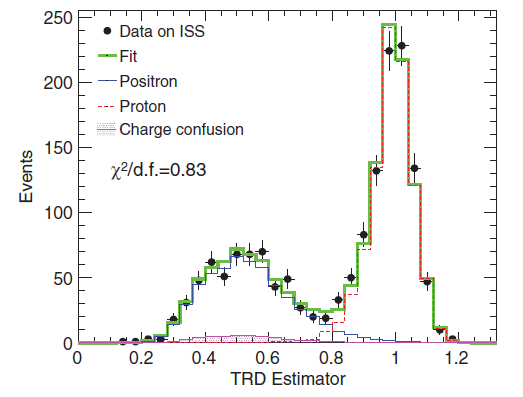 250
200
150
100
50
0
Events
Data on ISS
Fit
Positron
Proton
Charge confusion
χ²/d.f.=0.83
0 0.2 0.4 0.6 0.8 1 1.2
TRD Estimator